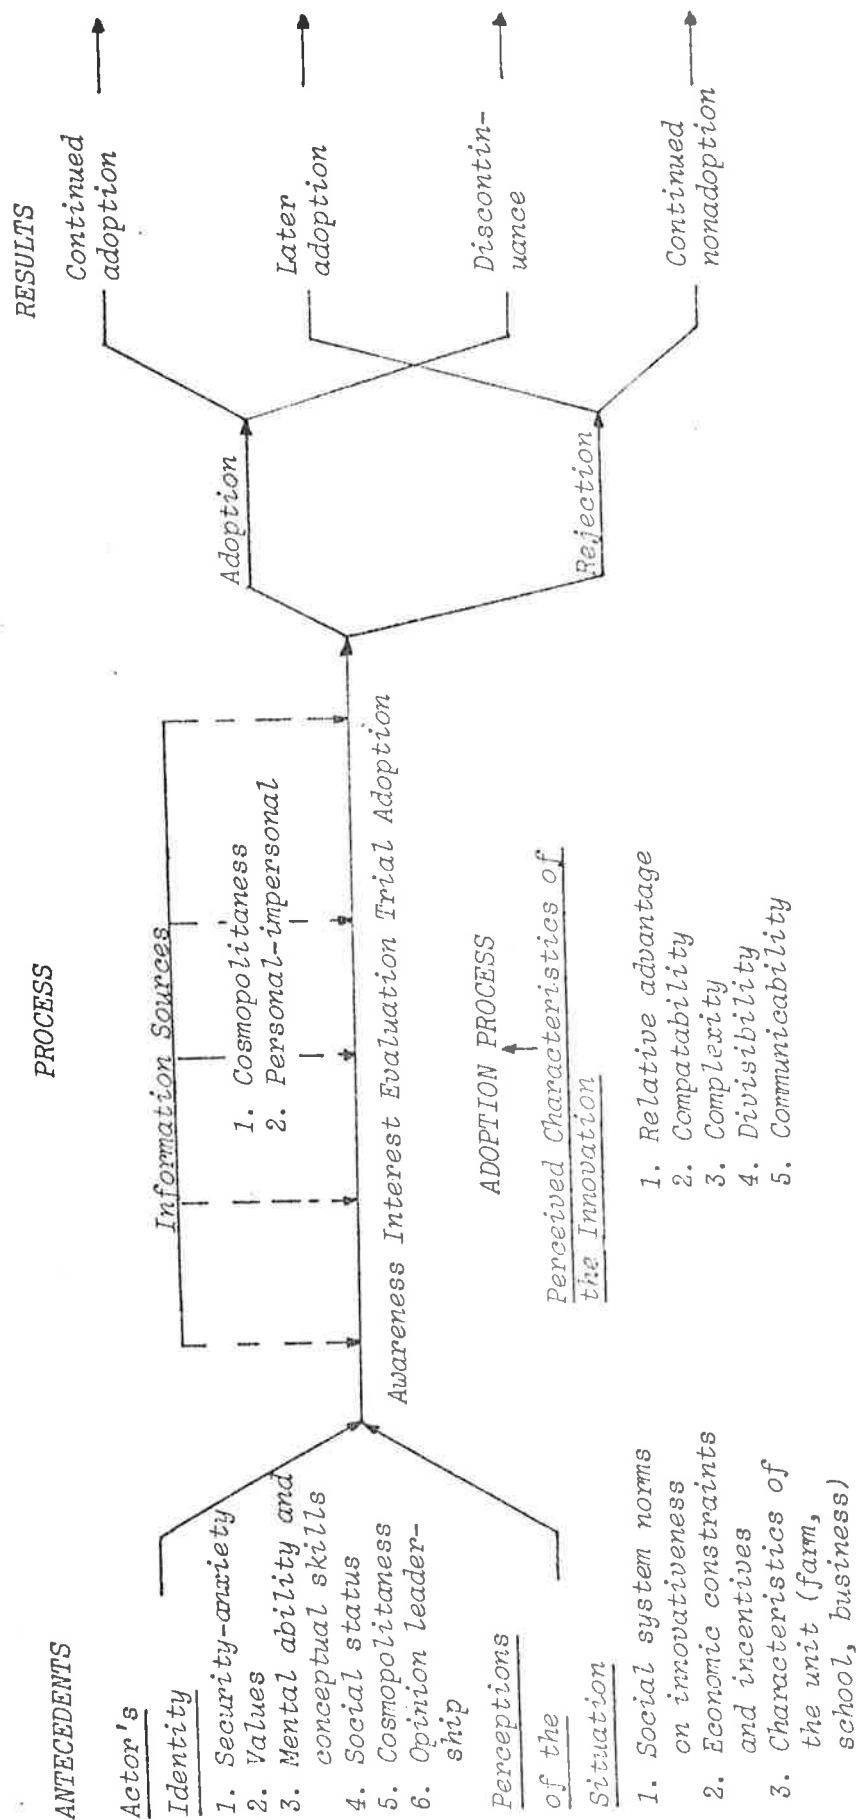 ANTECEDENTS
Actor's
Identity
1. Security-anxiety
2. Values
3. Mental ability and
conceptual skills
4. Social status
5. Cosmopolitaness
6. Opinion leader-
ship
Perceptions
of the
Situation
1. Social system norms
on innovativeness
2. Economic constraints
and incentives
3. Characteristics of
the unit (farm,
school, business)
PROCESS
Information Sources
1. Cosmopolitaness
2. Personal-impersonal
Awareness Interest Evaluation Trial Adoption
ADOPTION PROCESS
Perceived Characteristics of
the Innovation
1. Relative advantage
2. Compatability
3. Complexity
4. Divisibility
5. Communicability
Adoption
Rejection
RESULTS
Continued
adoption
Later
adoption
Discontin-
uance
Continued
nonadoption